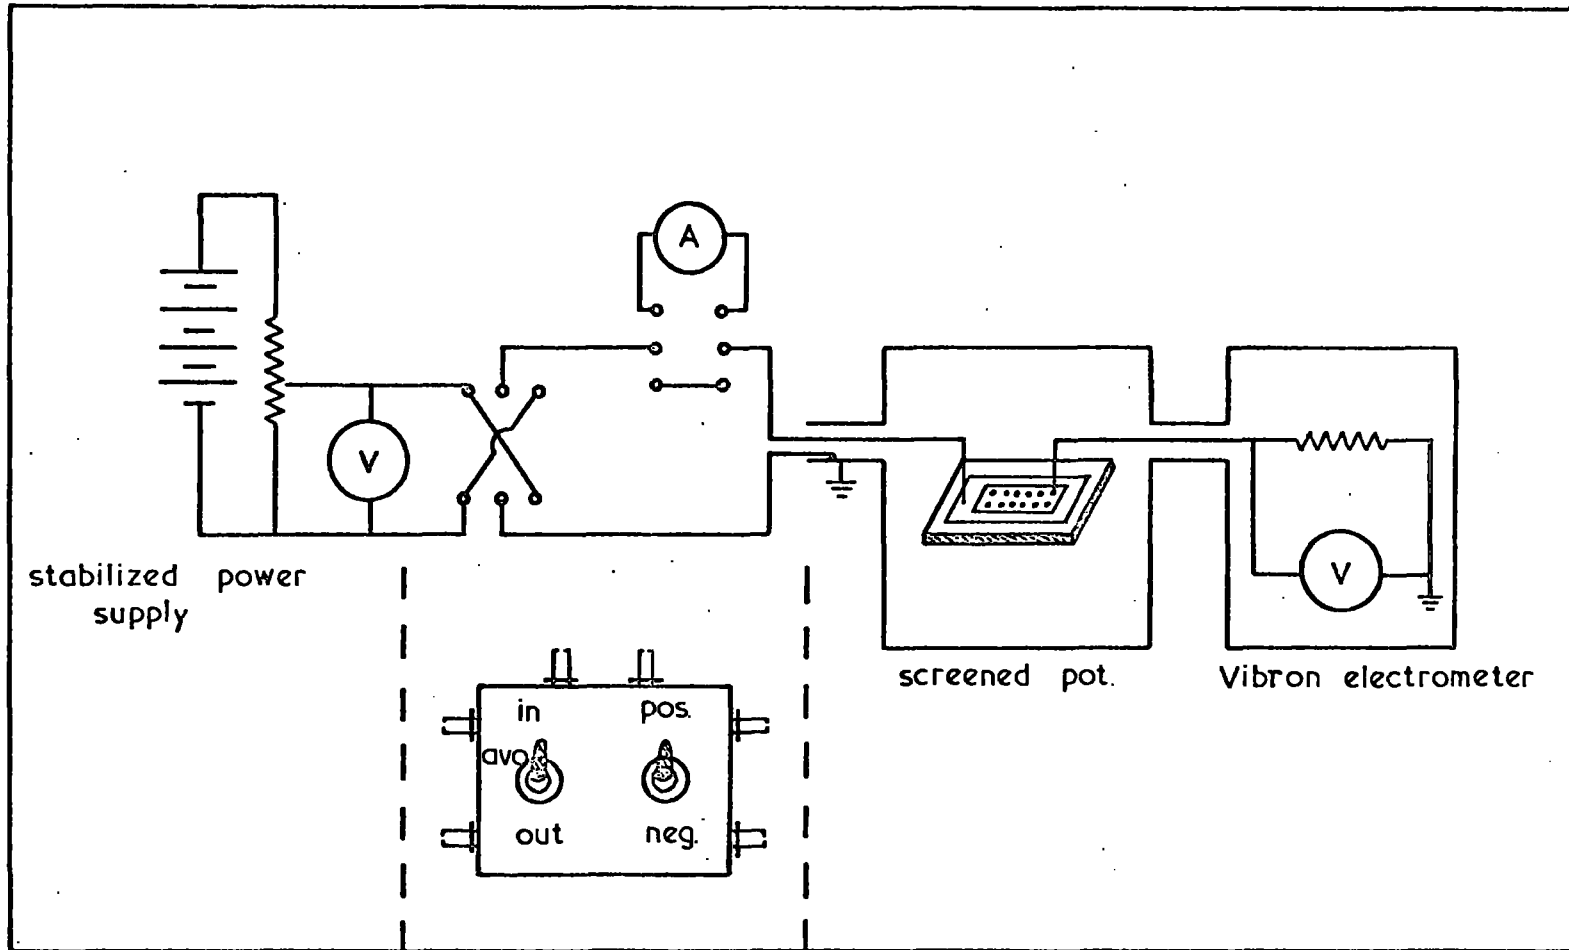 A
V
V
stabilized power
supply
screened pot.
Vibron electrometer
in
pos.
avo
out
neg.